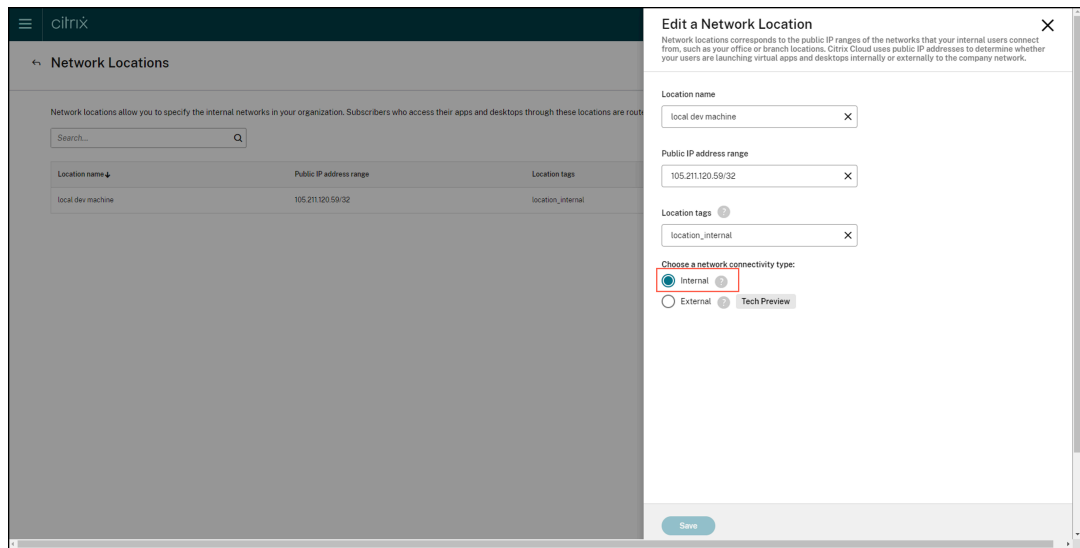 citrix
Network Locations
Network locations allow you to specify the internal networks in your organization. Subscribers who access their apps and desktops through these locations are route
Search...
Location name↓ Public IP address range Location tags
local dev machine 105.211.120.59/32 location_internal
Edit a Network Location
Network locations corresponds to the public IP ranges of the networks that your internal users connect
from, such as your office or branch locations. Citrix Cloud uses public IP addresses to determine whether
your users are launching virtual apps and desktops internally or externally to the company network.
Location name
local dev machine
Public IP address range
105.211.120.59/32
Location tags ?
location_internal
Choose a network connectivity type:
Internal ?
External ? Tech Preview
Save